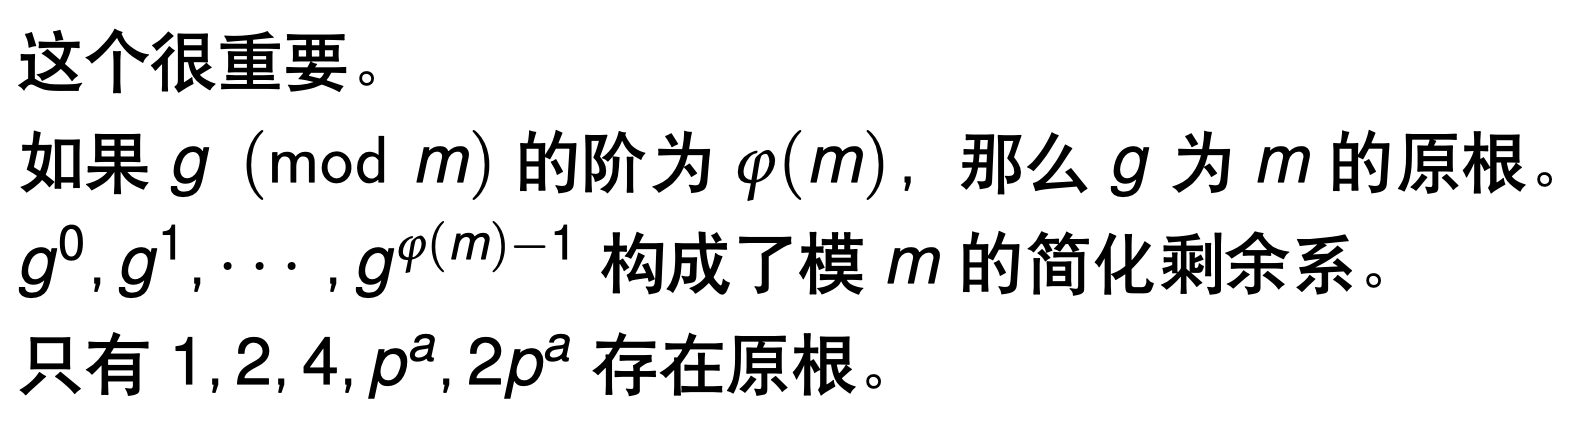 这个很重要。
如果 g (mod m) 的阶为 φ(m)，那么 g 为 m 的原根。
g^0, g^1, ⋯ , g^{φ(m)−1} 构成了模 m 的简化剩余系。
只有 1, 2, 4, p^a, 2p^a 存在原根。